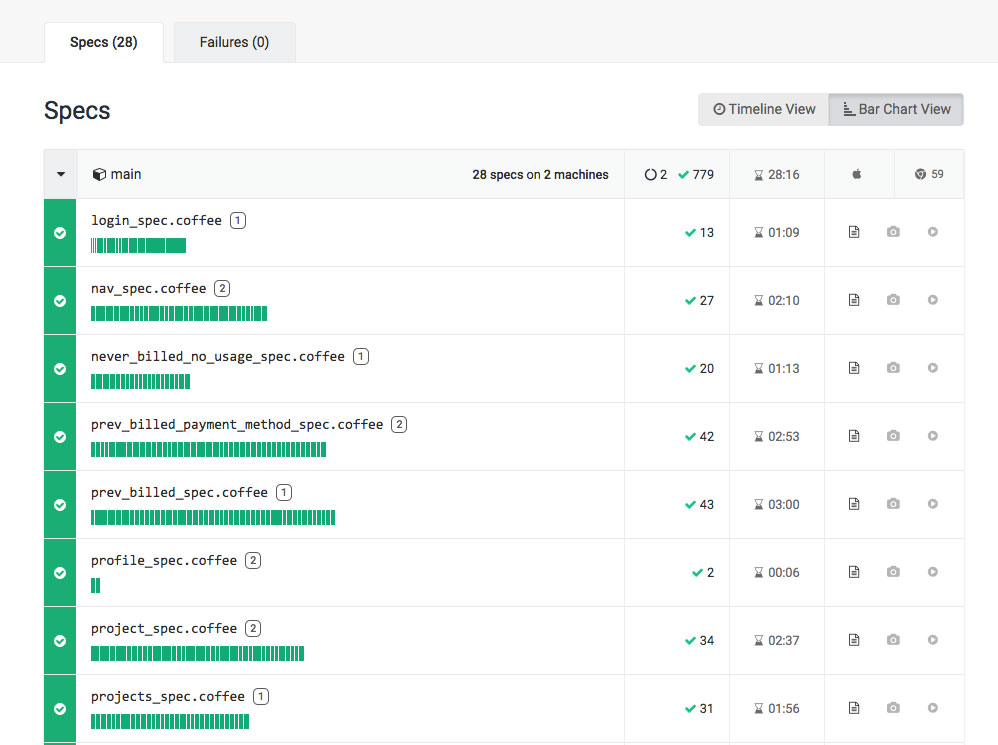 Specs (28) Failures (0)
Specs
Timeline View Bar Chart View
main 28 specs on 2 machines 2 779 28:16 59
login_spec.coffee 1
13 01:09
nav_spec.coffee 2
27 02:10
never_billed_no_usage_spec.coffee 1
20 01:13
prev_billed_payment_method_spec.coffee 2
42 02:53
prev_billed_spec.coffee 1
43 03:00
profile_spec.coffee 2
2 00:06
project_spec.coffee 2
34 02:37
projects_spec.coffee 1
31 01:56